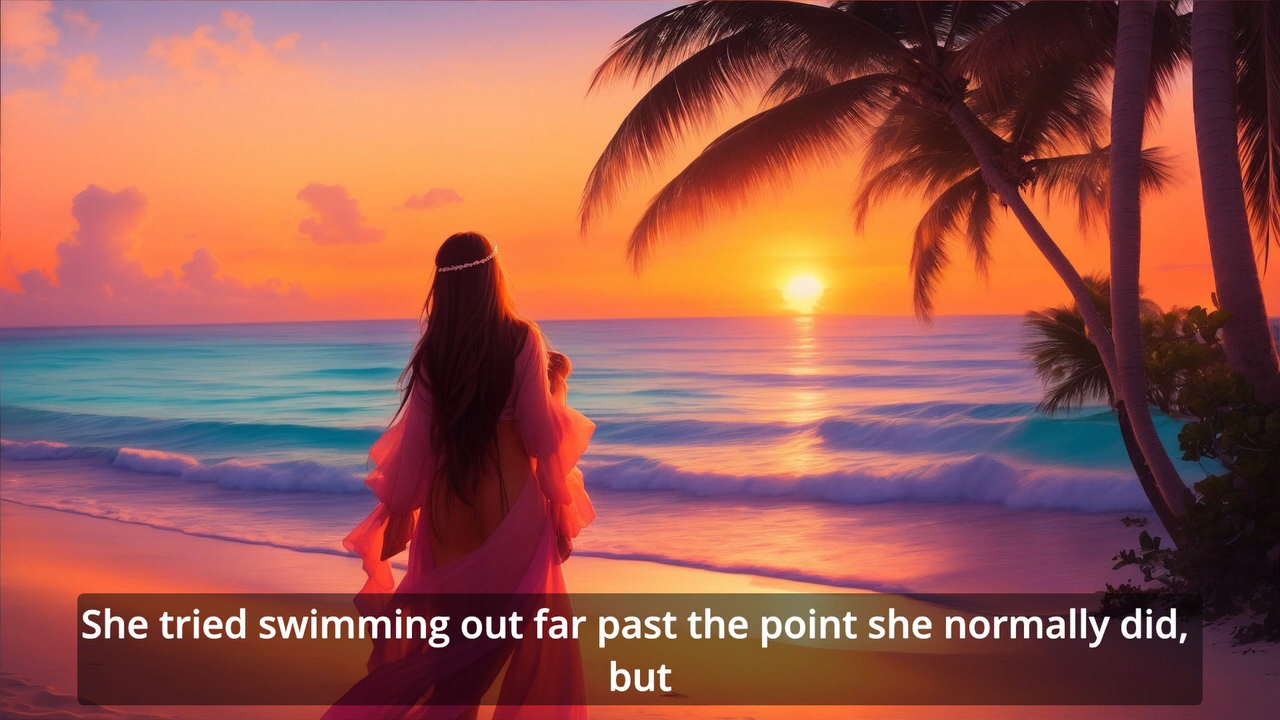 She tried swimming out far past the point she normally did,
but